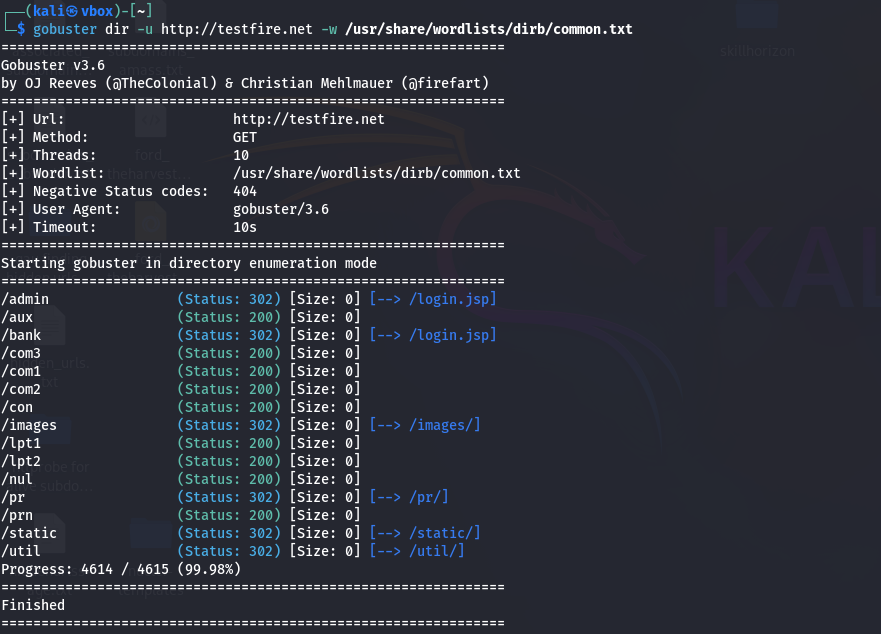 (kali㉿vbox)-[~]
$ gobuster dir -u http://testfire.net -w /usr/share/wordlists/dirb/common.txt
skillhorizon
===============================================================
Gobuster v3.6
by OJ Reeves (@TheColonial) & Christian Mehlmauer (@firefart)
===============================================================
[+] Url:                     http://testfire.net
[+] Method:                  GET
[+] Threads:                 10
[+] Wordlist:                /usr/share/wordlists/dirb/common.txt
[+] Negative Status codes:   404
[+] User Agent:              gobuster/3.6
[+] Timeout:                 10s
===============================================================
Starting gobuster in directory enumeration mode
===============================================================
/admin                (Status: 302) [Size: 0] [--> /login.jsp]
/aux                  (Status: 200) [Size: 0]
/bank                 (Status: 302) [Size: 0] [--> /login.jsp]
/com3                 (Status: 200) [Size: 0]
/com1                 (Status: 200) [Size: 0]
/com2                 (Status: 200) [Size: 0]
/con                  (Status: 200) [Size: 0]
/images               (Status: 302) [Size: 0] [--> /images/]
/lpt1                 (Status: 200) [Size: 0]
/lpt2                 (Status: 200) [Size: 0]
/nul                  (Status: 200) [Size: 0]
/pr                   (Status: 302) [Size: 0] [--> /pr/]
/prn                  (Status: 200) [Size: 0]
/static               (Status: 302) [Size: 0] [--> /static/]
/util                 (Status: 302) [Size: 0] [--> /util/]
Progress: 4614 / 4615 (99.98%)
===============================================================
Finished
===============================================================
KAL